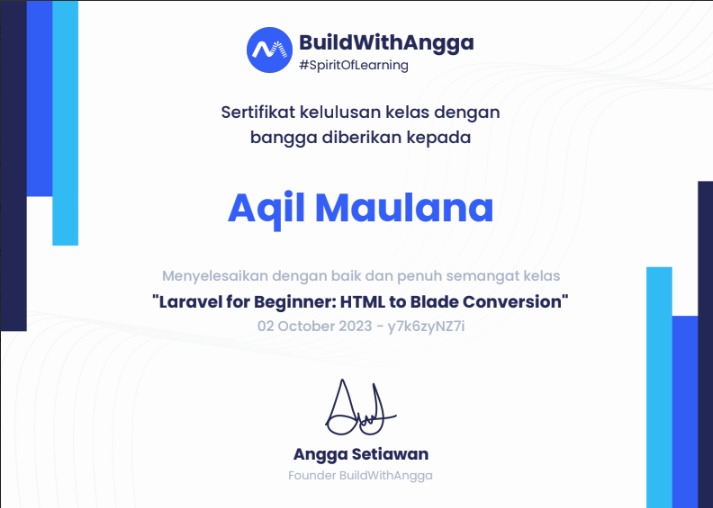 BuildWithAngga
#SpiritOfLearning
Sertifikat kelulusan kelas dengan
bangga diberikan kepada
Aqil Maulana
Menyelesaikan dengan baik dan penuh semangat kelas
"Laravel for Beginner: HTML to Blade Conversion"
02 October 2023 - y7k6zyNZ7i
Angga Setiawan
Founder BuildWithAngga